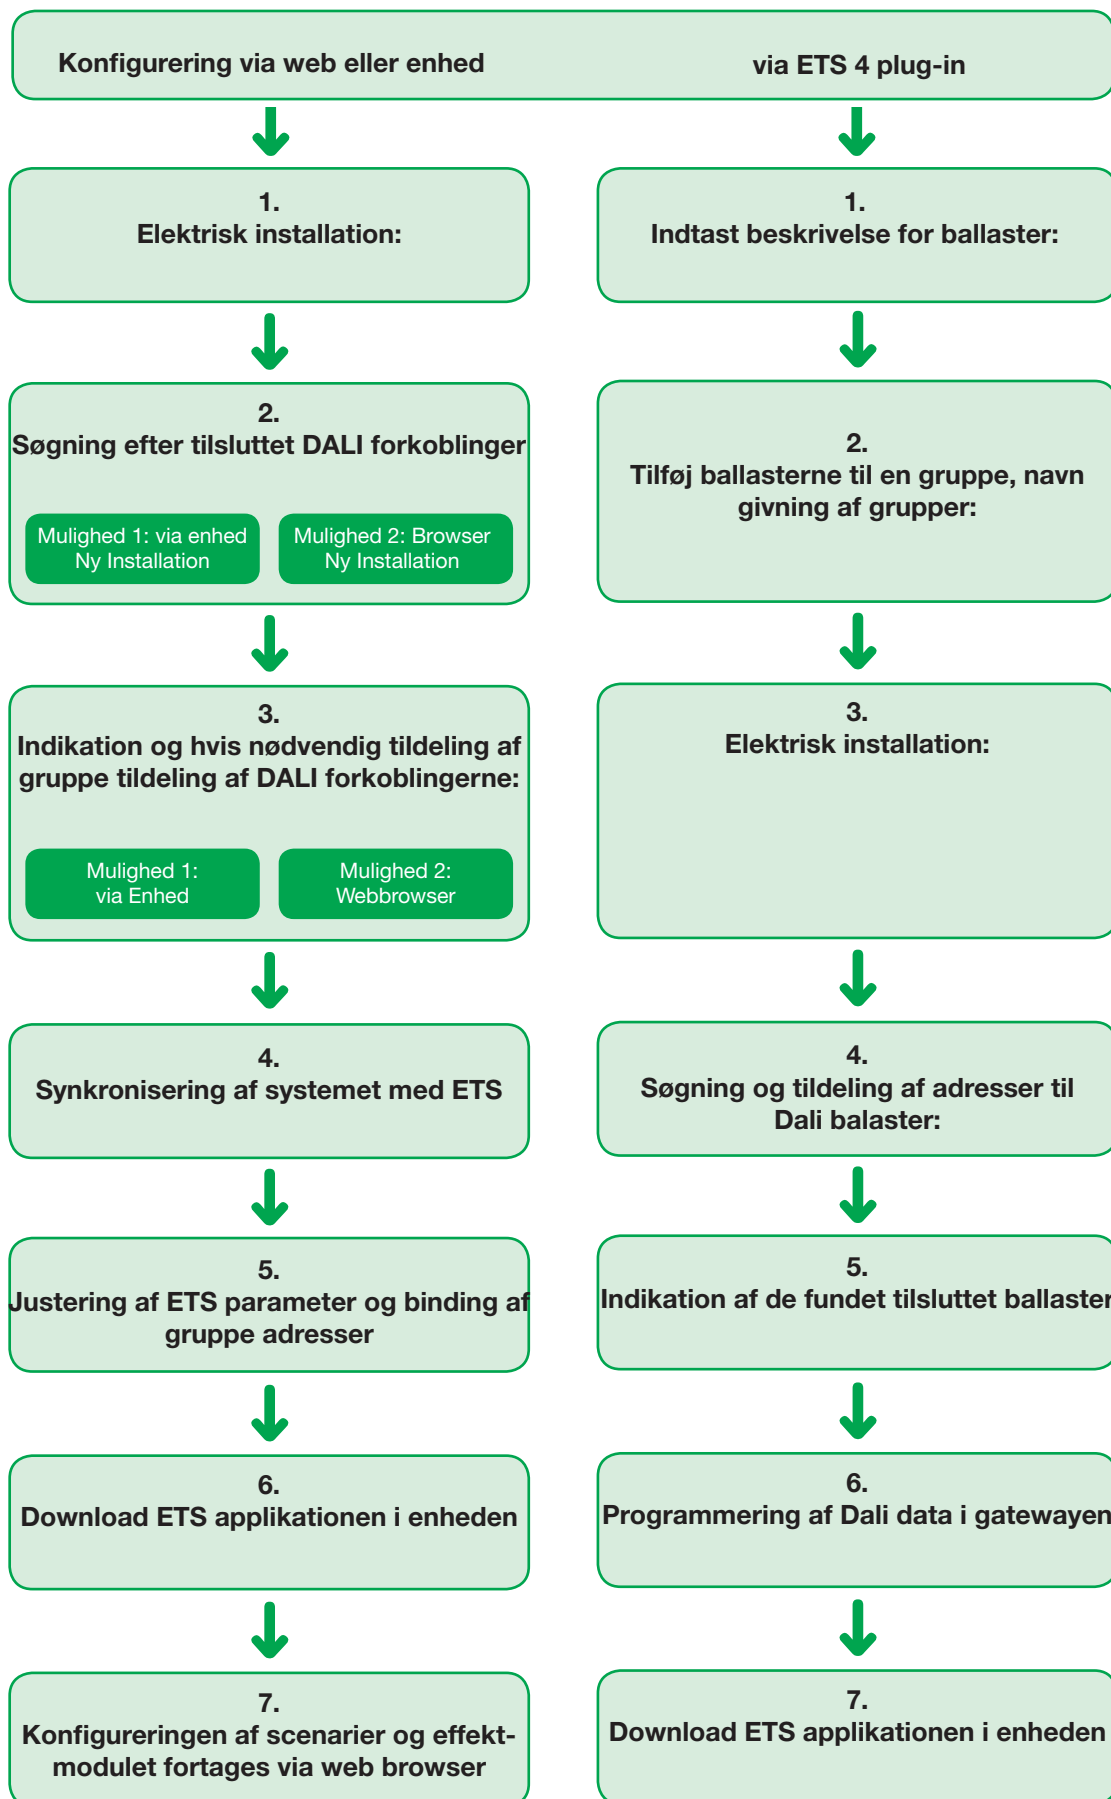 Konfigurering via web eller enhed
via ETS 4 plug-in
1.
Elektrisk installation:
2.
Søgning efter tilsluttet DALI forkoblinger
Mulighed 1: via enhed
Ny Installation
Mulighed 2: Browser
Ny Installation
3.
Indikation og hvis nødvendig tildeling af
gruppe tildeling af DALI forkoblingerne:
Mulighed 1:
via Enhed
Mulighed 2:
Webbrowser
4.
Synkronisering af systemet med ETS
5.
Justering af ETS parameter og binding af
gruppe adresser
6.
Download ETS applikationen i enheden
7.
Konfigureringen af scenarier og effekt-
modulet fortages via web browser
1.
Indtast beskrivelse for ballaster:
2.
Tilføj ballasterne til en gruppe, navn
givning af grupper:
3.
Elektrisk installation:
4.
Søgning og tildeling af adresser til
Dali balaster:
5.
Indikation af de fundet tilsluttet ballaster
6.
Programmering af Dali data i gatewayen
7.
Download ETS applikationen i enheden